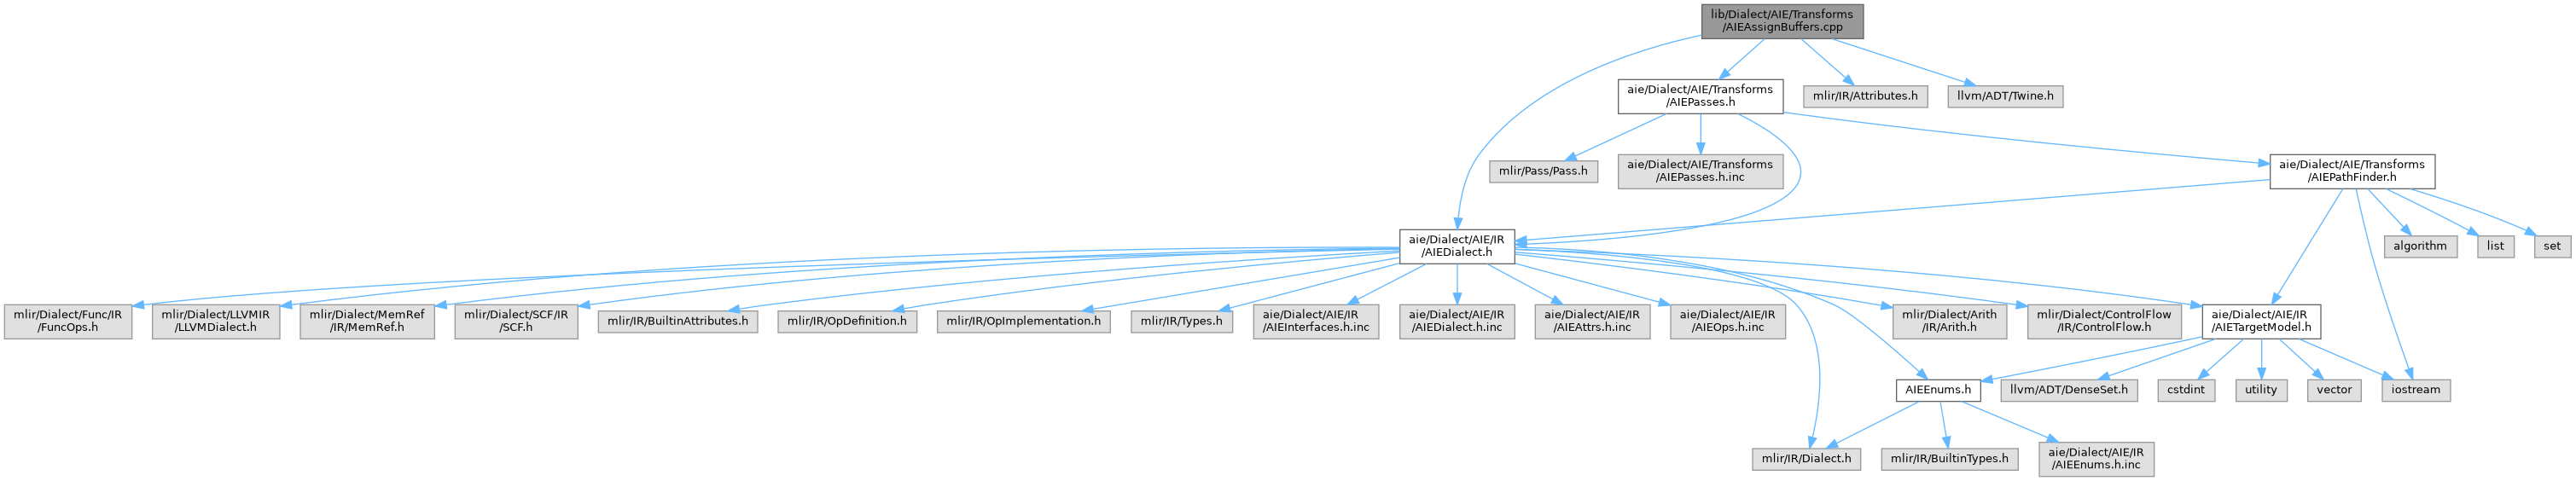 lib/Dialect/AIE/Transforms
/AIEAssignBuffers.cpp
aie/Dialect/AIE/Transforms
/AIEPasses.h
mlir/IR/Attributes.h
llvm/ADT/Twine.h
mlir/Pass/Pass.h
aie/Dialect/AIE/Transforms
/AIEPasses.h.inc
aie/Dialect/AIE/Transforms
/AIEPathFinder.h
aie/Dialect/AIE/IR
/AIEDialect.h
algorithm
list
set
mlir/Dialect/Func/IR
/FuncOps.h
mlir/Dialect/LLVMIR
/LLVMDialect.h
mlir/Dialect/MemRef
/IR/MemRef.h
mlir/Dialect/SCF/IR
/SCF.h
mlir/IR/BuiltinAttributes.h
mlir/IR/OpDefinition.h
mlir/IR/OpImplementation.h
mlir/IR/Types.h
aie/Dialect/AIE/IR
/AIEInterfaces.h.inc
aie/Dialect/AIE/IR
/AIEDialect.h.inc
aie/Dialect/AIE/IR
/AIEAttrs.h.inc
aie/Dialect/AIE/IR
/AIEOps.h.inc
mlir/Dialect/Arith
/IR/Arith.h
mlir/Dialect/ControlFlow
/IR/ControlFlow.h
aie/Dialect/AIE/IR
/AIETargetModel.h
AIEEnums.h
llvm/ADT/DenseSet.h
cstdint
utility
vector
iostream
mlir/IR/Dialect.h
mlir/IR/BuiltinTypes.h
aie/Dialect/AIE/IR
/AIEEnums.h.inc